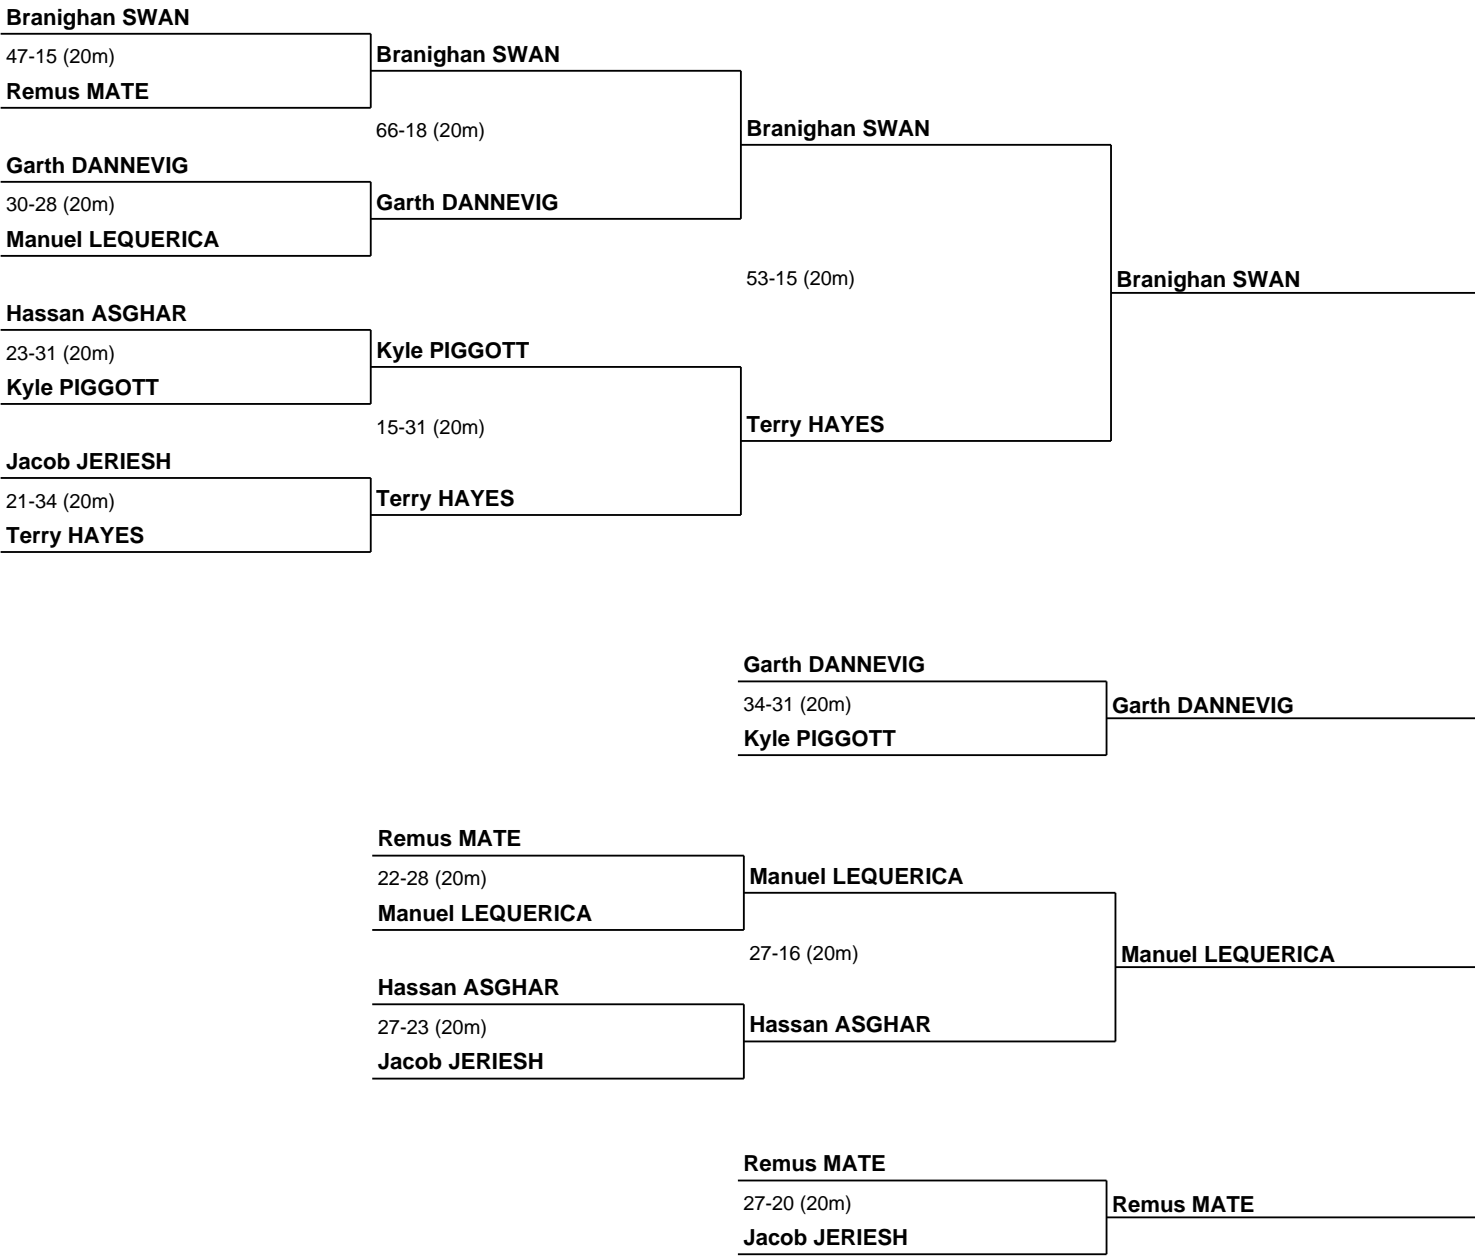 Branighan SWAN
47-15 (20m)
Branighan SWAN
Remus MATE
66-18 (20m)
Branighan SWAN
Garth DANNEVIG
30-28 (20m)
Garth DANNEVIG
Manuel LEQUERICA
53-15 (20m)
Branighan SWAN
Hassan ASGHAR
23-31 (20m)
Kyle PIGGOTT
Kyle PIGGOTT
15-31 (20m)
Terry HAYES
Jacob JERIESH
21-34 (20m)
Terry HAYES
Terry HAYES
Garth DANNEVIG
34-31 (20m)
Garth DANNEVIG
Kyle PIGGOTT
Remus MATE
22-28 (20m)
Manuel LEQUERICA
Manuel LEQUERICA
27-16 (20m)
Manuel LEQUERICA
Hassan ASGHAR
27-23 (20m)
Hassan ASGHAR
Jacob JERIESH
Remus MATE
27-20 (20m)
Remus MATE
Jacob JERIESH